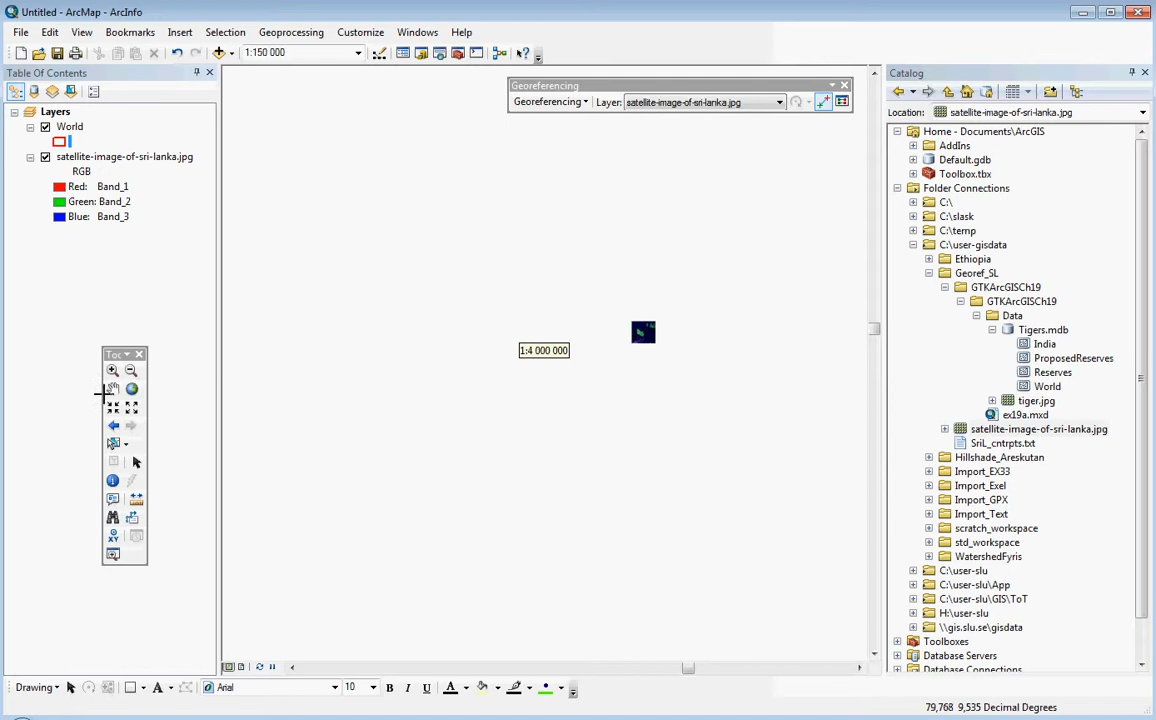 Untitled - ArcMap - ArcInfo
File Edit View Bookmarks Insert Selection Geoprocessing Customize Windows Help
1:150 000
Table Of Contents
Layers
World
satellite-image-of-sri-lanka.jpg
RGB
Red: Band_1
Green: Band_2
Blue: Band_3
Georeferencing
Georeferencing Layer: satellite-image-of-sri-lanka.jpg
1:4 000 000
Catalog
Location: satellite-image-of-sri-lanka.jpg
Home - Documents\ArcGIS
AddIns
Default.gdb
Toolbox.tbx
Folder Connections
C:\
C:\slask
C:\temp
C:\user-gisdata
Ethiopia
Georef_SL
GTKArcGISCh19
GTKArcGISCh19
Data
Tigers.mdb
India
ProposedReserves
Reserves
World
tiger.jpg
ex19a.mxd
satellite-image-of-sri-lanka.jpg
SriL_cntrpts.txt
Hillshade_Areskutan
Import_EX33
Import_Exel
Import_GPX
Import_Text
scratch_workspace
std_workspace
WatershedFyris
C:\user-slu
C:\user-slu\App
C:\user-slu\GIS\ToT
H:\user-slu
\\gis.slu.se\gisdata
Toolboxes
Database Servers
Database Connections
Drawing A Arial 10 B I U A
79,768 9,535 Decimal Degrees